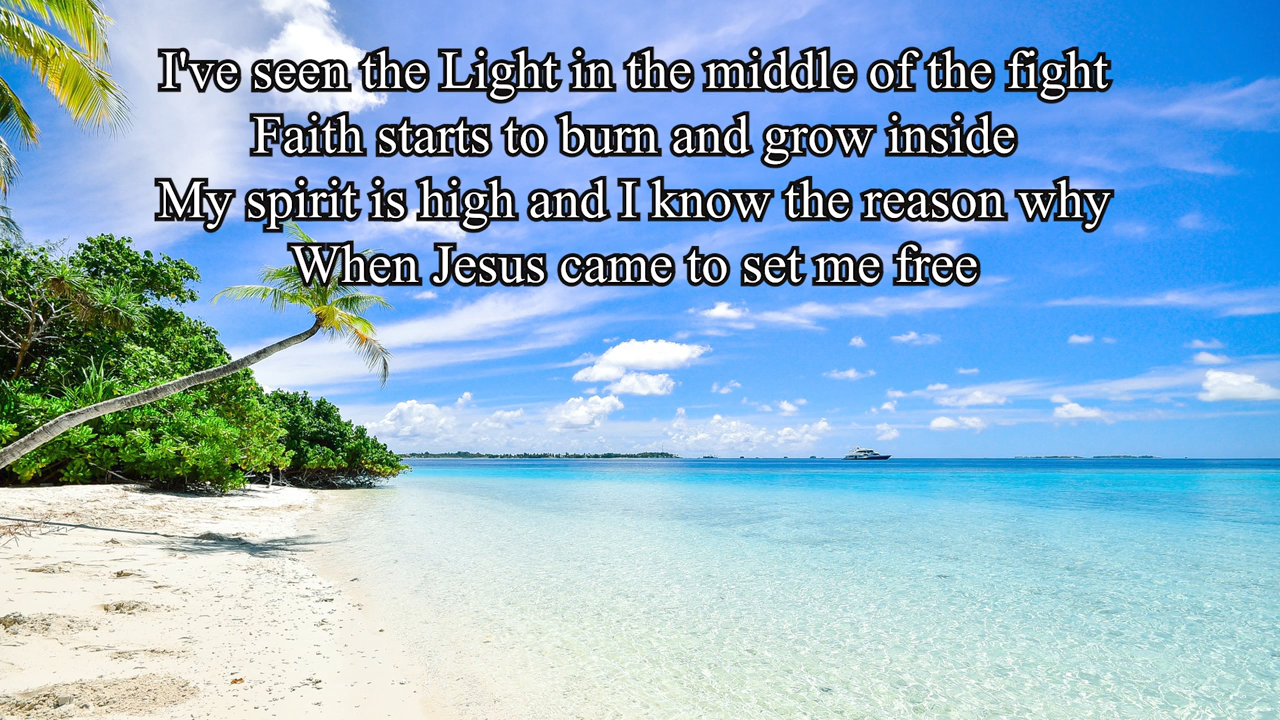 I've seen the Light in the middle of the fight
Faith starts to burn and grow inside
My spirit is high and I know the reason why
When Jesus came to set me free